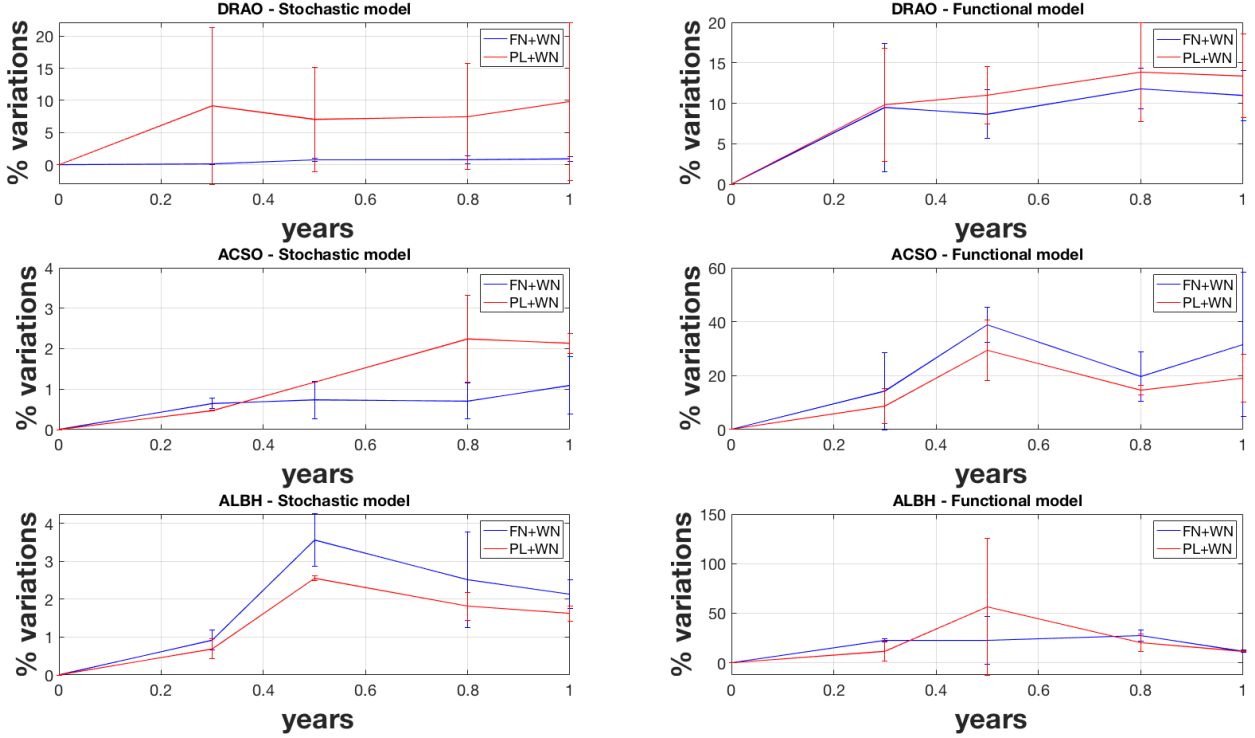 DRAO - Stochastic model
% variations
20
15
10
5
0
FN+WN
PL+WN
0 0.2 0.4 0.6 0.8 1
years
DRAO - Functional model
% variations
20
15
10
5
0
FN+WN
PL+WN
0 0.2 0.4 0.6 0.8 1
years
ACSO - Stochastic model
% variations
4
3
2
1
0
FN+WN
PL+WN
0 0.2 0.4 0.6 0.8 1
years
ACSO - Functional model
% variations
60
40
20
0
FN+WN
PL+WN
0 0.2 0.4 0.6 0.8 1
years
ALBH - Stochastic model
% variations
4
3
2
1
0
FN+WN
PL+WN
0 0.2 0.4 0.6 0.8 1
years
ALBH - Functional model
% variations
150
100
50
0
FN+WN
PL+WN
0 0.2 0.4 0.6 0.8 1
years